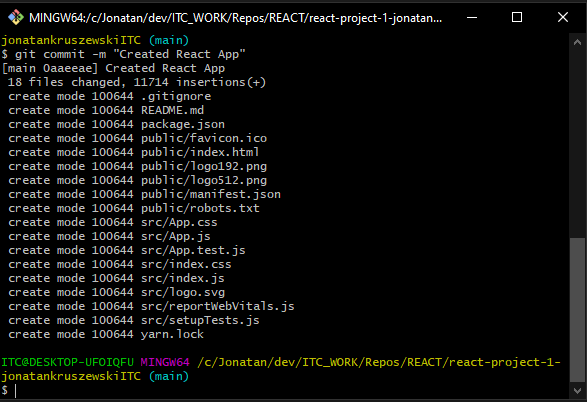 MINGW64:/c/Jonatan/dev/ITC_WORK/Repos/REACT/react-project-1-jonatan...
jonatankruszewskiITC (main)
$ git commit -m "Created React App"
[main 0aaeeae] Created React App
 18 files changed, 11714 insertions(+)
 create mode 100644 .gitignore
 create mode 100644 README.md
 create mode 100644 package.json
 create mode 100644 public/favicon.ico
 create mode 100644 public/index.html
 create mode 100644 public/logo192.png
 create mode 100644 public/logo512.png
 create mode 100644 public/manifest.json
 create mode 100644 public/robots.txt
 create mode 100644 src/App.css
 create mode 100644 src/App.js
 create mode 100644 src/App.test.js
 create mode 100644 src/index.css
 create mode 100644 src/index.js
 create mode 100644 src/logo.svg
 create mode 100644 src/reportWebVitals.js
 create mode 100644 src/setupTests.js
 create mode 100644 yarn.lock
ITC@DESKTOP-UFOIQFU MINGW64 /c/Jonatan/dev/ITC_WORK/Repos/REACT/react-project-1-
jonatankruszewskiITC (main)
$